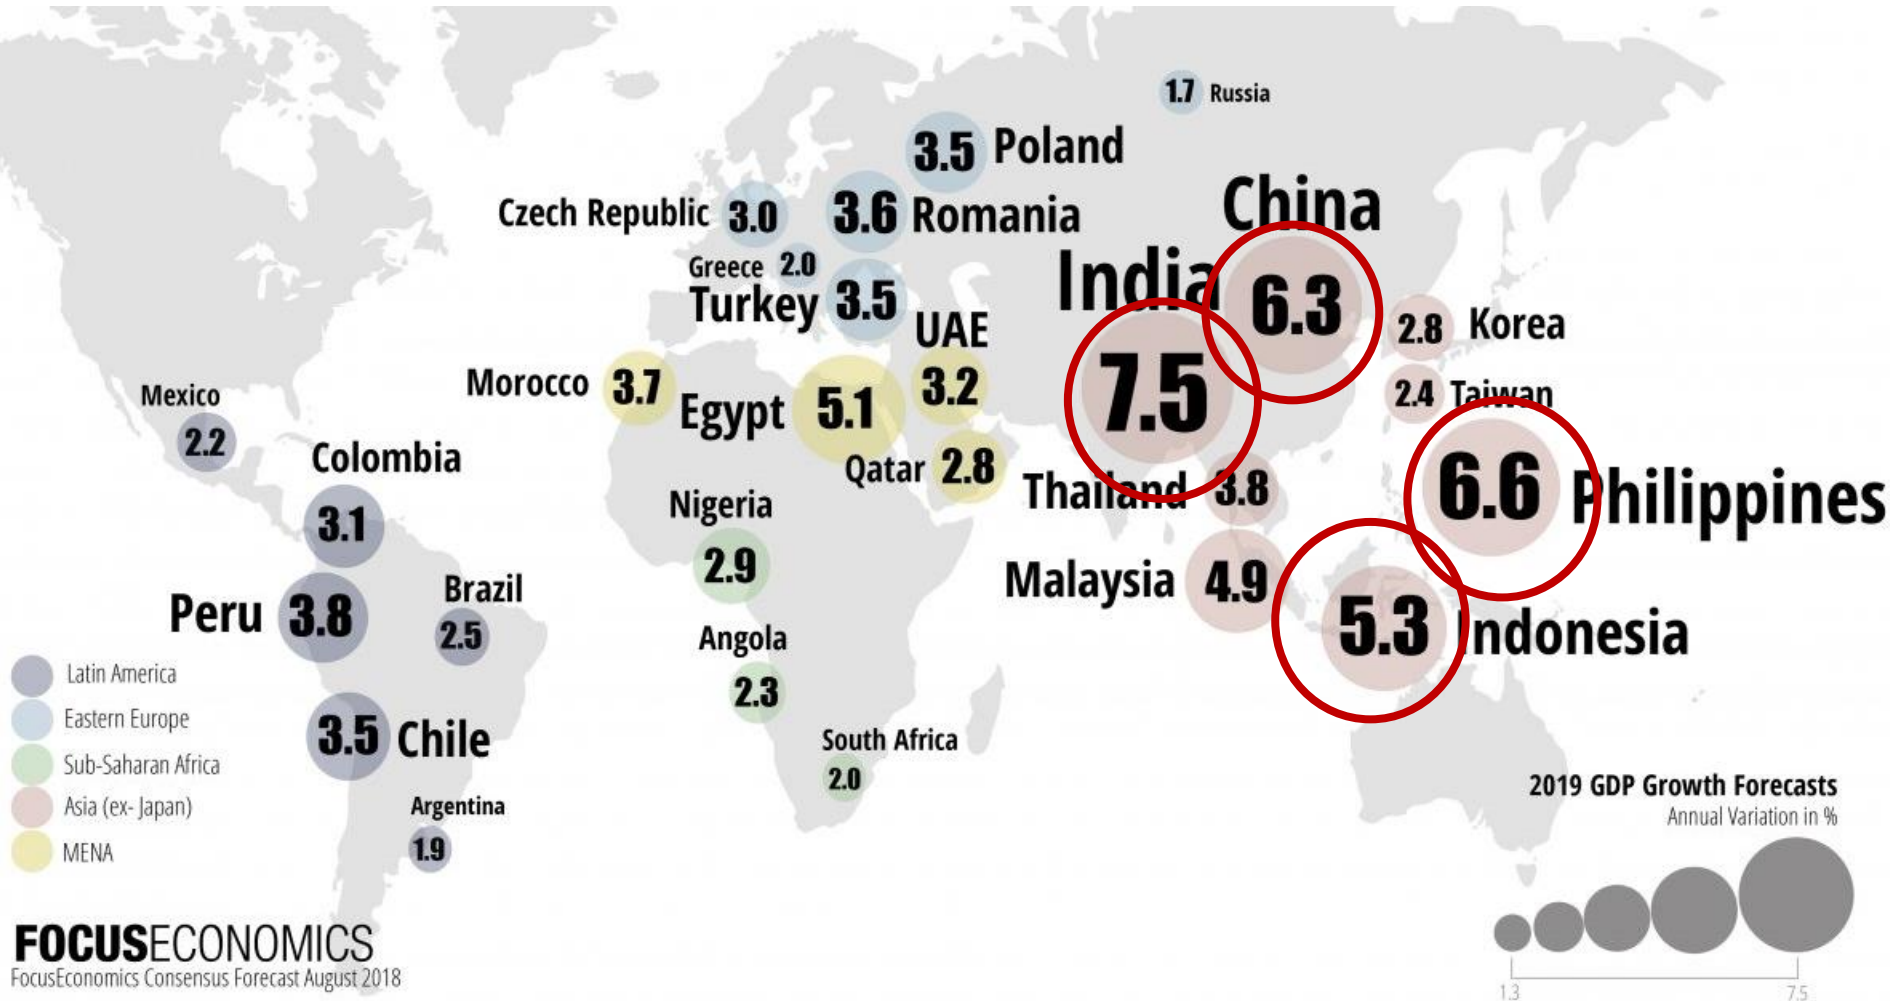 1.7 Russia
3.5 Poland
China
Czech Republic 3.0
3.6 Romania
India
6.3
Greece 2.0
Turkey 3.5
UAE
2.8 Korea
Morocco 3.7
Egypt 5.1
3.2
7.5
2.4 Taiwan
Mexico
2.2
Colombia
Qatar 2.8
Thailand 3.8
6.6 Philippines
Nigeria
3.1
2.9
Malaysia 4.9
Peru 3.8
Brazil
2.5
5.3 Indonesia
Angola
2.3
Latin America
Eastern Europe
Sub-Saharan Africa
Asia (ex- Japan)
MENA
3.5 Chile
South Africa
2.0
Argentina
1.9
2019 GDP Growth Forecasts
Annual Variation in %
1.3 7.5
FOCUSECONOMICS
FocusEconomics Consensus Forecast August 2018